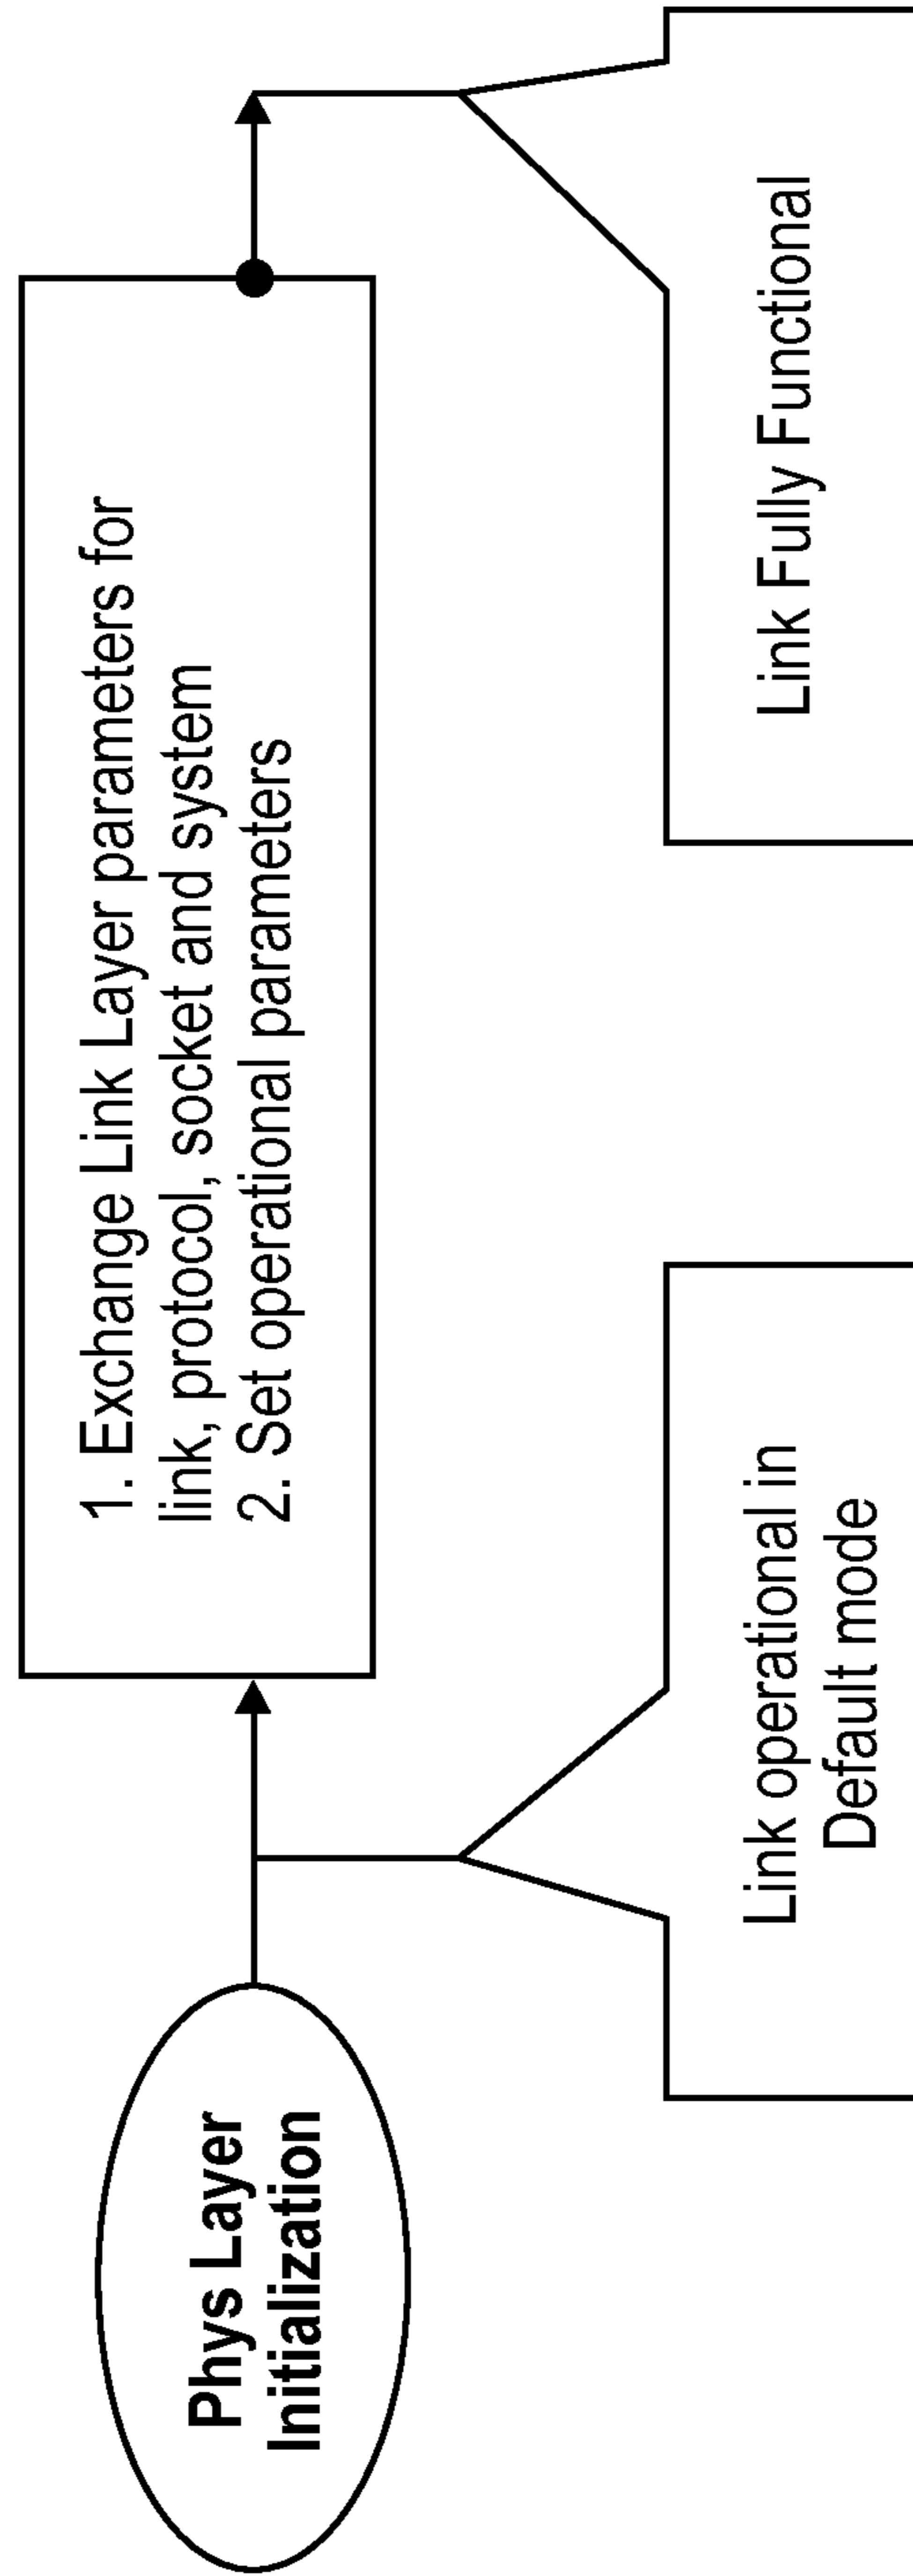 Phys Layer
Initialization
1. Exchange Link Layer parameters for
link, protocol, socket and system
2. Set operational parameters
Link operational in
Default mode
Link Fully Functional